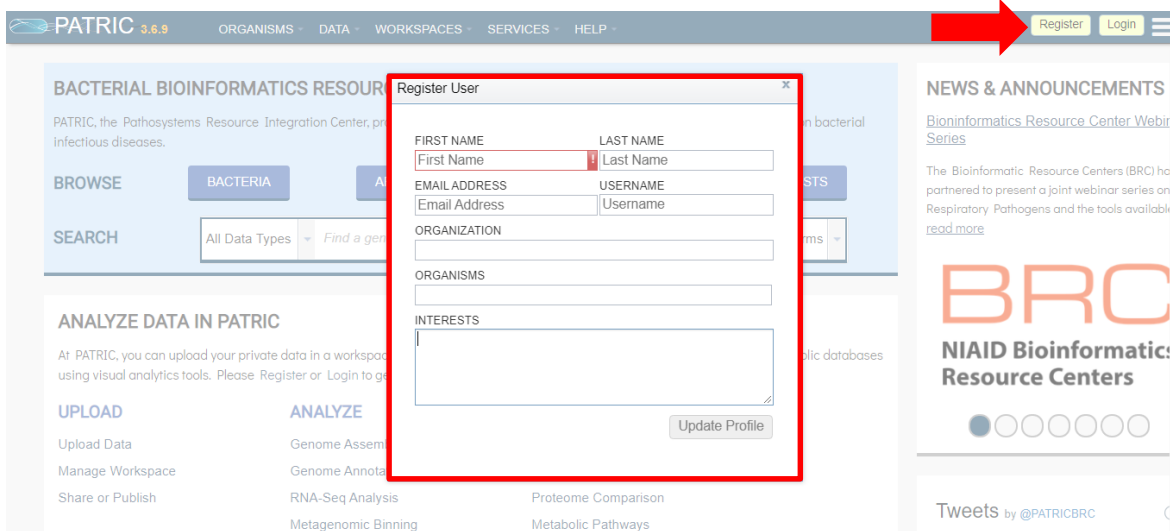 PATRIC 3.6.9 ORGANISMS DATA WORKSPACES SERVICES HELP Register Login
BACTERIAL BIOINFORMATICS RESOUR
PATRIC, the Pathosystems Resource Integration Center, pr
n bacterial
infectious diseases.
BROWSE BACTERIA
STS
SEARCH All Data Types Find a gen
rms
Register User x
FIRST NAME LAST NAME
First Name ! Last Name
EMAIL ADDRESS USERNAME
Email Address Username
ORGANIZATION
ORGANISMS
INTERESTS
Update Profile
ANALYZE DATA IN PATRIC
At PATRIC, you can upload your private data in a workspac
blic databases
using visual analytics tools. Please Register or Login to ge
UPLOAD ANALYZE
Upload Data Genome Assem
Manage Workspace Genome Annota
Share or Publish RNA-Seq Analysis Proteome Comparison
Metagenomic Binning Metabolic Pathways
NEWS & ANNOUNCEMENTS
Bioninformatics Resource Center Webin
Series
The Bioinformatic Resource Centers (BRC) ha
partnered to present a joint webinar series on
Respiratory Pathogens and the tools available
read more
BRC
NIAID Bioinformatics
Resource Centers
Tweets by @PATRICBRC